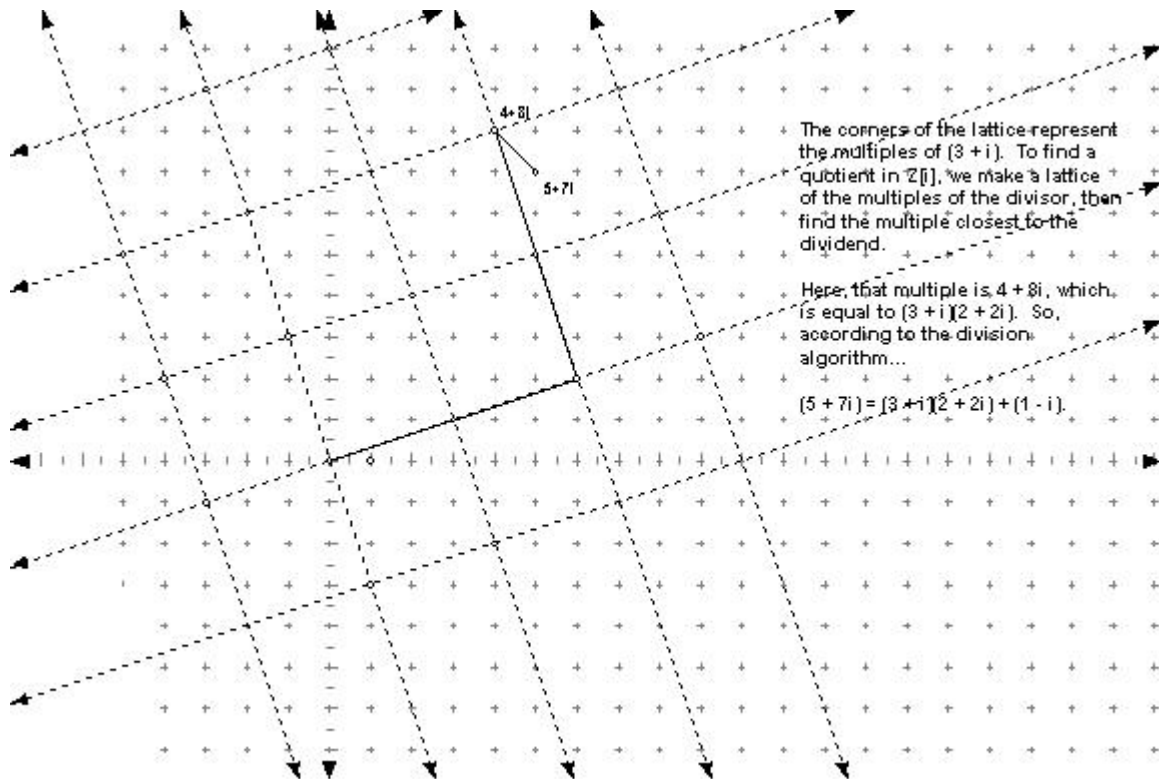 4+8i
5+7i
The corners of the lattice represent
the multiples of (3 + i). To find a
quotient in Z[i], we make a lattice
of the multiples of the divisor, then
find the multiple closest to the
dividend.
Here, that multiple is 4 + 8i, which
is equal to (3 + i)(2 + 2i). So,
according to the division
algorithm...
(5 + 7i) = (3 + i)(2 + 2i) + (1 - i).